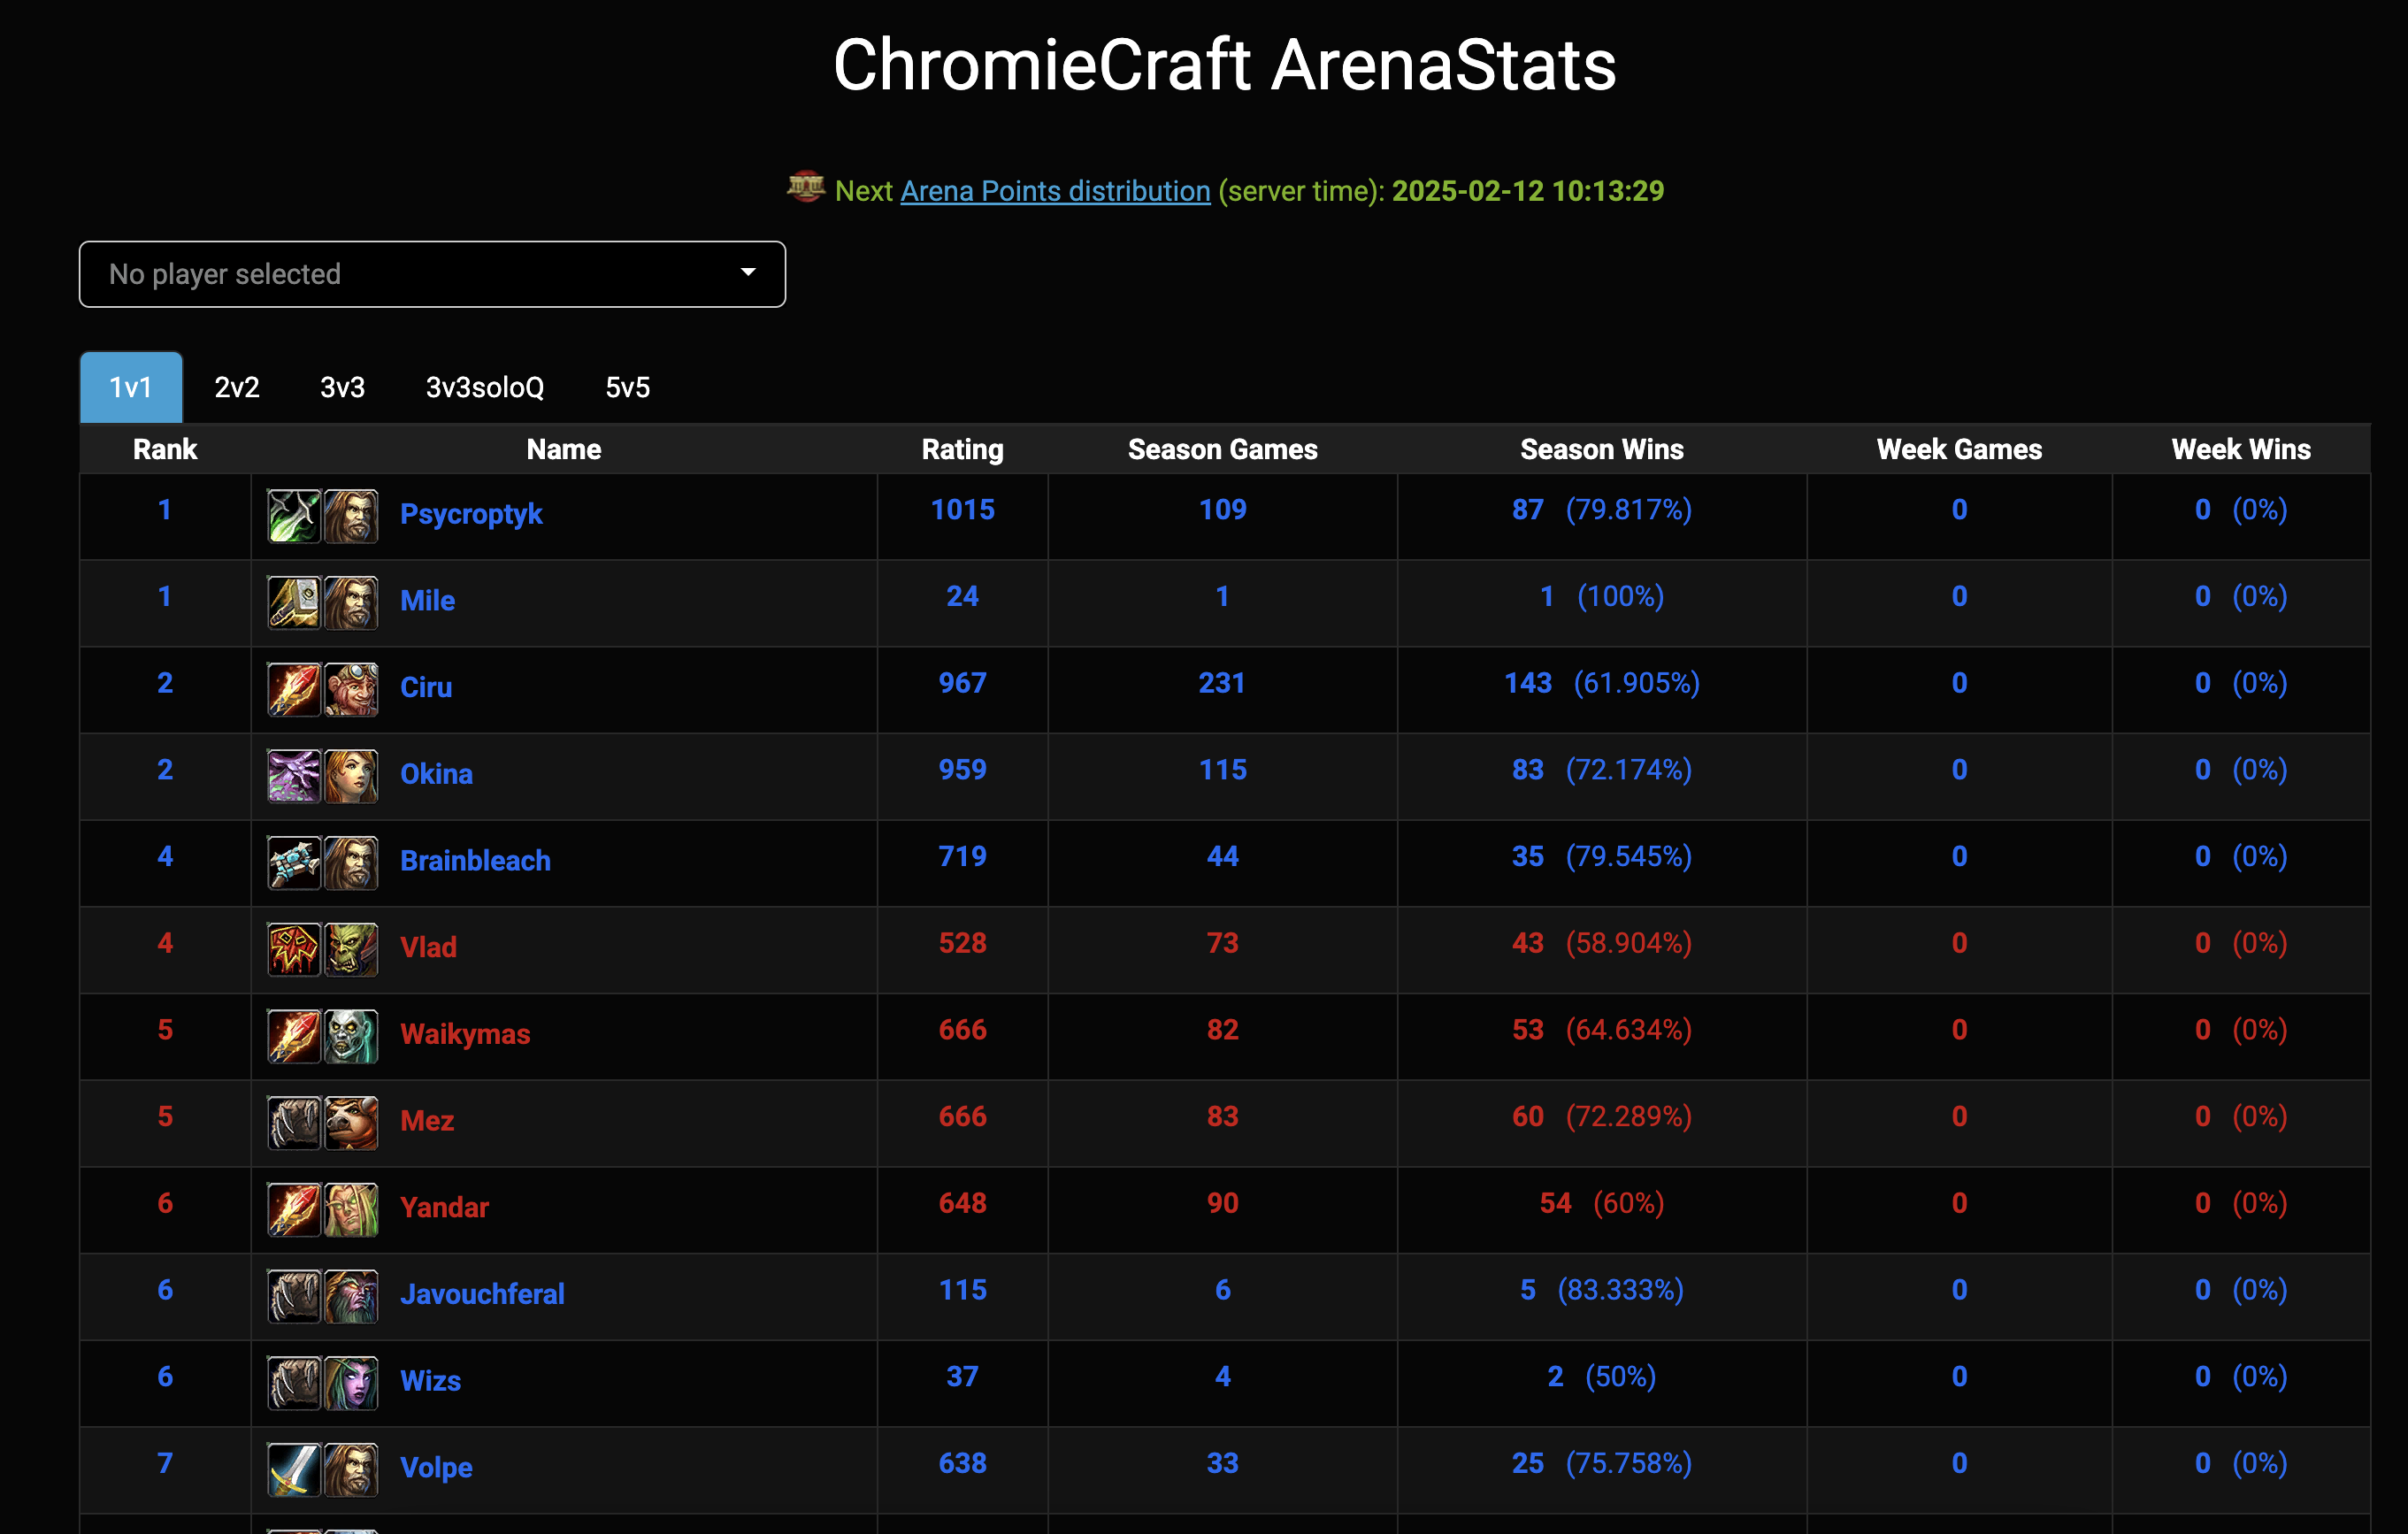 ChromieCraft ArenaStats
Next Arena Points distribution (server time): 2025-02-12 10:13:29
No player selected
1v1 2v2 3v3 3v3soloQ 5v5
Rank Name Rating Season Games Season Wins Week Games Week Wins
1 Psycroptyk 1015 109 87 (79.817%) 0 0 (0%)
1 Mile 24 1 1 (100%) 0 0 (0%)
2 Ciru 967 231 143 (61.905%) 0 0 (0%)
2 Okina 959 115 83 (72.174%) 0 0 (0%)
4 Brainbleach 719 44 35 (79.545%) 0 0 (0%)
4 Vlad 528 73 43 (58.904%) 0 0 (0%)
5 Waikymas 666 82 53 (64.634%) 0 0 (0%)
5 Mez 666 83 60 (72.289%) 0 0 (0%)
6 Yandar 648 90 54 (60%) 0 0 (0%)
6 Javouchferal 115 6 5 (83.333%) 0 0 (0%)
6 Wizs 37 4 2 (50%) 0 0 (0%)
7 Volpe 638 33 25 (75.758%) 0 0 (0%)